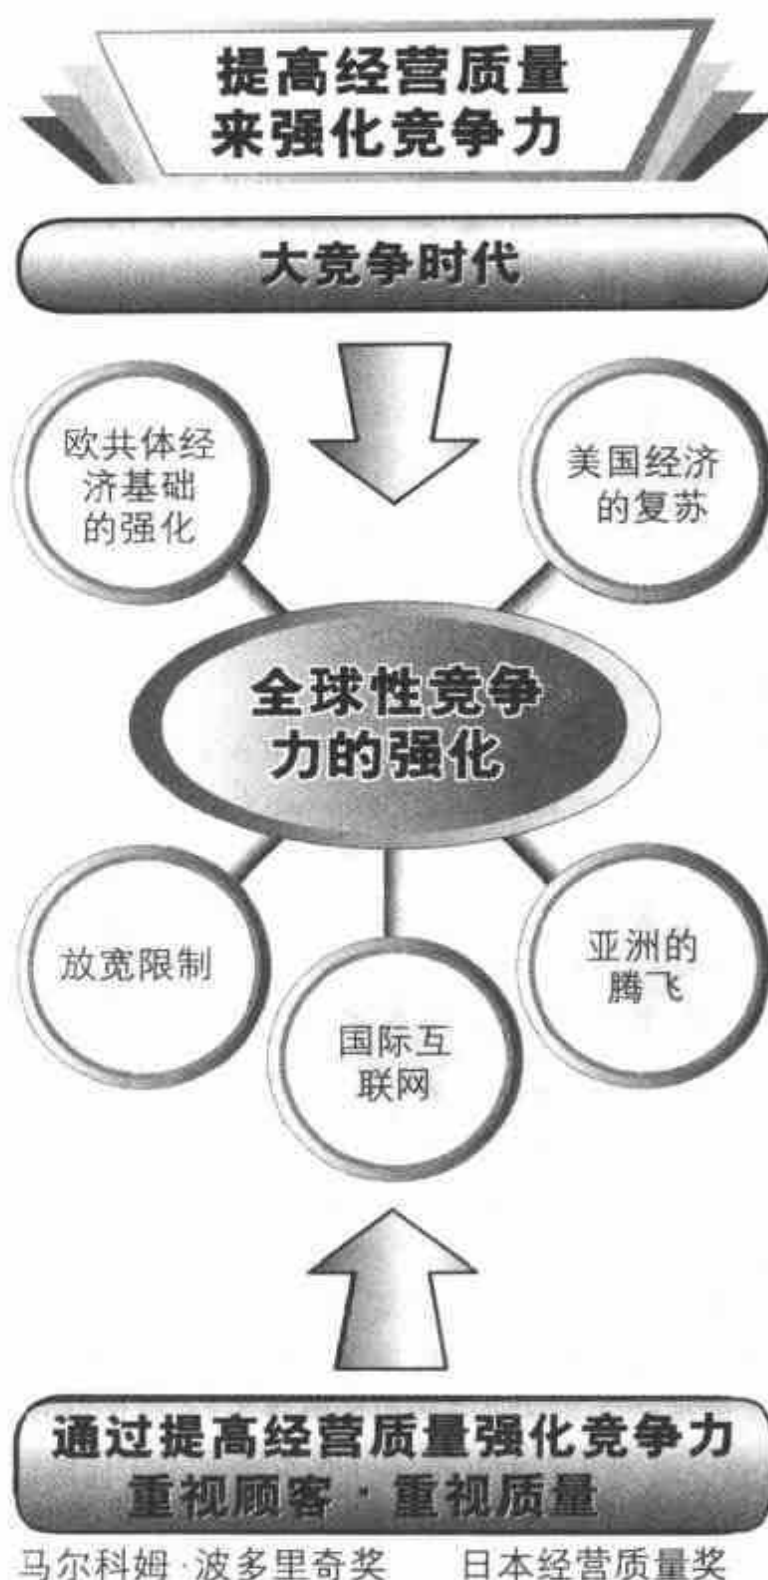 提高经营质量
来强化竞争力
大竞争时代
欧共体经
济基础
的强化
美国经济
的复苏
全球性竞争
力的强化
放宽限制
国际互
联网
亚洲的
腾飞
通过提高经营质量强化竞争力
重视顾客·重视质量
马尔科姆·波多里奇奖 日本经营质量奖